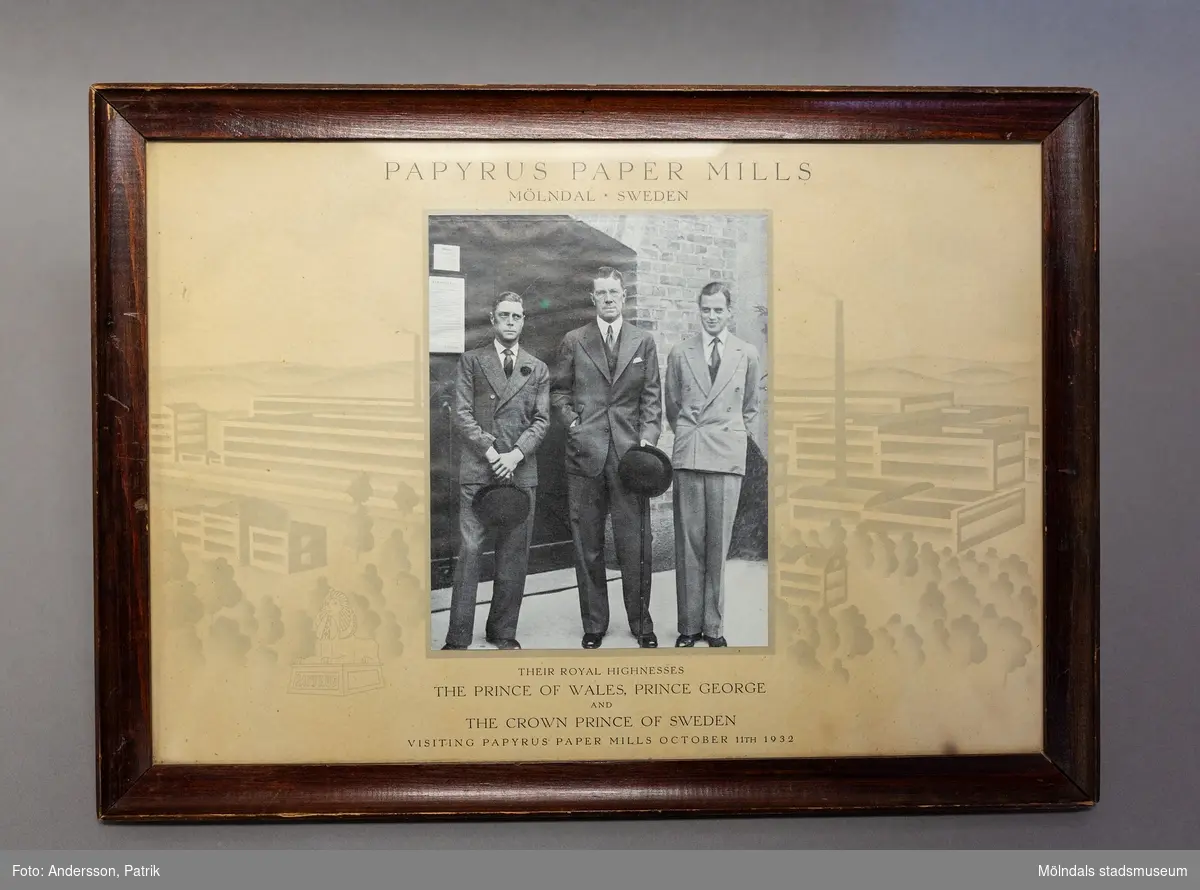 PAPYRUS PAPER MILLS
MÖLNDAL • SWEDEN
THEIR ROYAL HIGHNESSES
THE PRINCE OF WALES, PRINCE GEORGE
AND
THE CROWN PRINCE OF SWEDEN
VISITING PAPYRUS PAPER MILLS OCTOBER 11TH 1932
Foto: Andersson, Patrik
Mölndals stadsmuseum